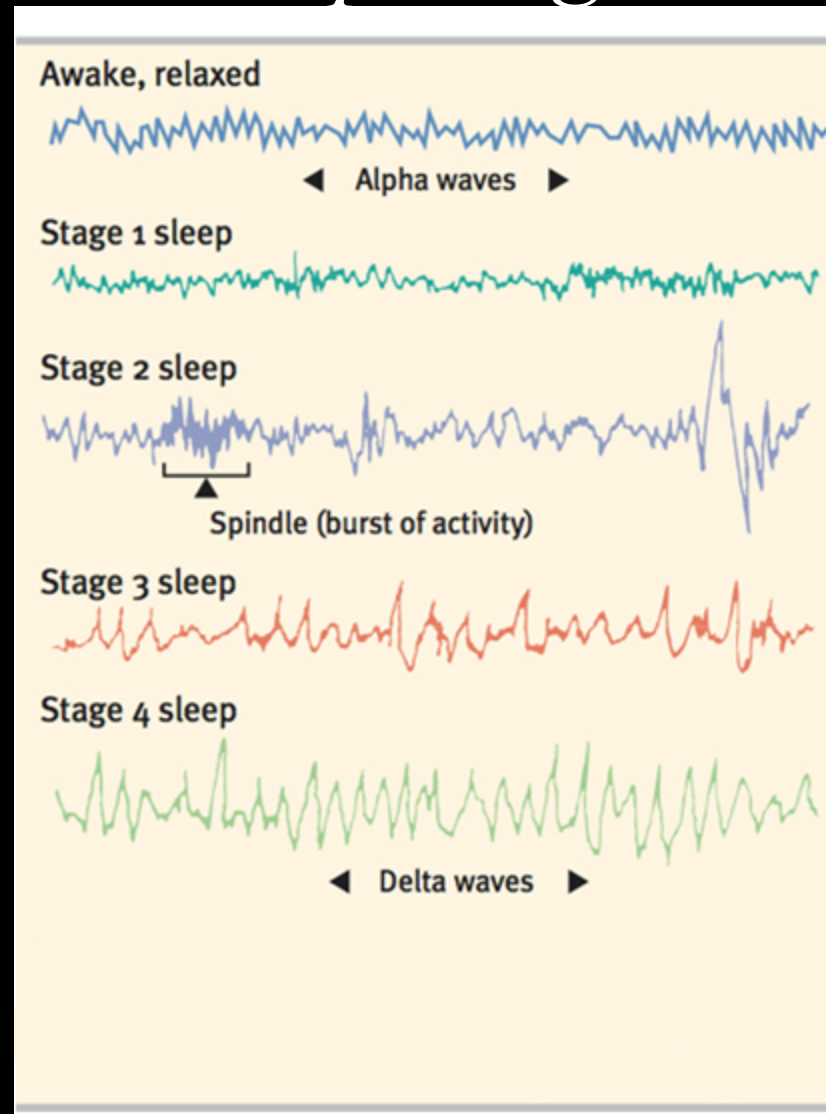 Awake, relaxed
◄ Alpha waves ►
Stage 1 sleep
Stage 2 sleep
Spindle (burst of activity)
Stage 3 sleep
Stage 4 sleep
◄ Delta waves ►